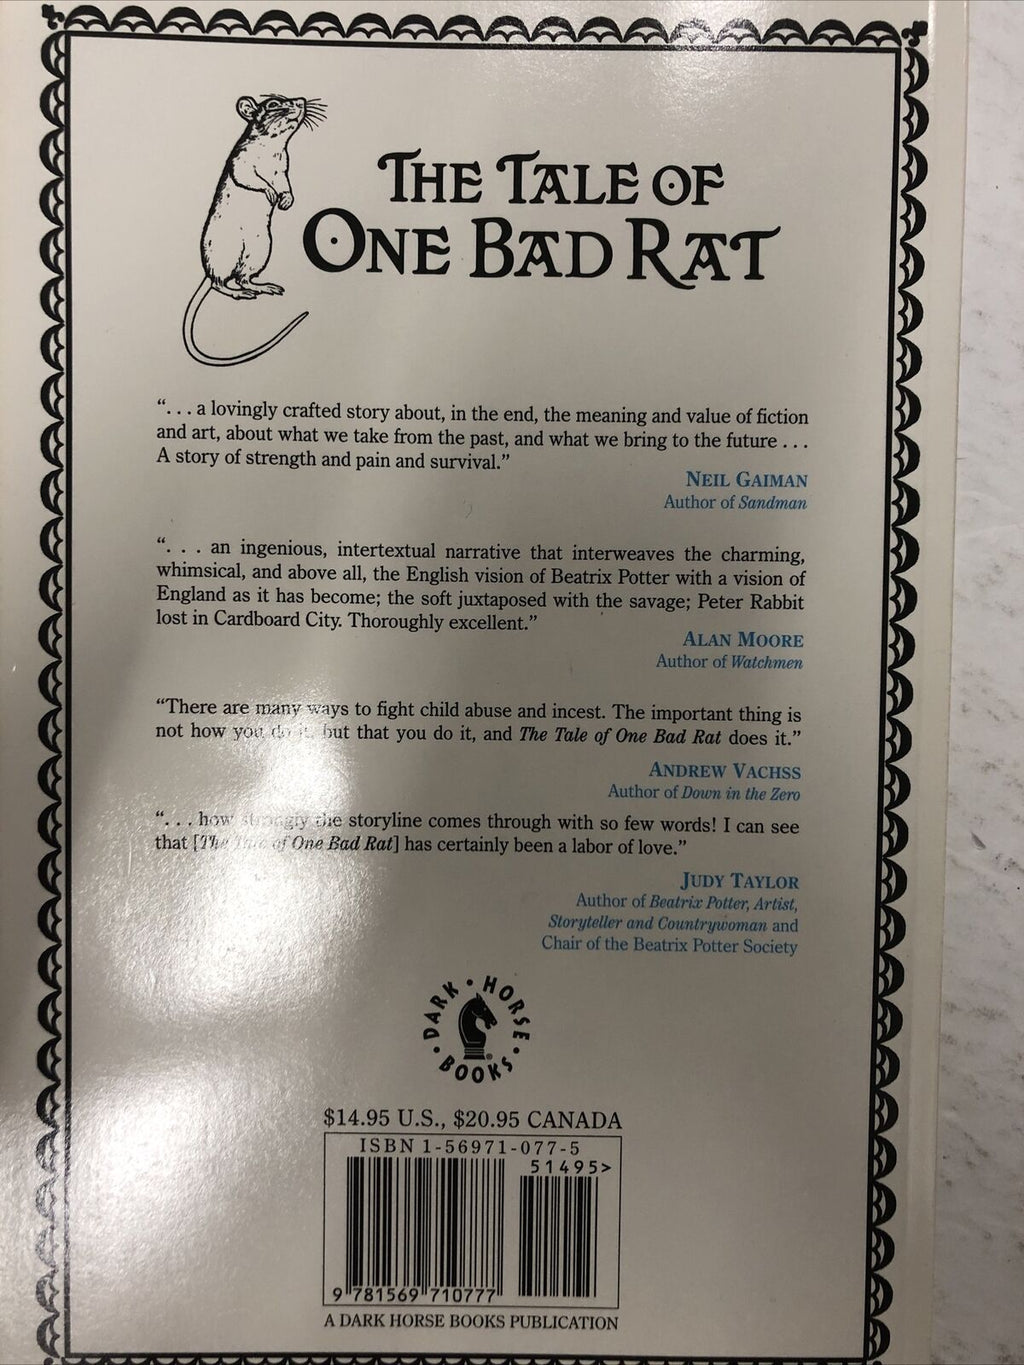 THE TALE OF
ONE BAD RAT
“. . . a lovingly crafted story about, in the end, the meaning and value of fiction
and art, about what we take from the past, and what we bring to the future . . .
A story of strength and pain and survival.”
NEIL GAIMAN
Author of Sandman
“. . . an ingenious, intertextual narrative that interweaves the charming,
whimsical, and above all, the English vision of Beatrix Potter with a vision of
England as it has become; the soft juxtaposed with the savage; Peter Rabbit
lost in Cardboard City. Thoroughly excellent.”
ALAN MOORE
Author of Watchmen
“There are many ways to fight child abuse and incest. The important thing is
not how you do it, but that you do it, and The Tale of One Bad Rat does it.”
ANDREW VACHSS
Author of Down in the Zero
“. . . how strongly the storyline comes through with so few words! I can see
that [The Tale of One Bad Rat] has certainly been a labor of love.”
JUDY TAYLOR
Author of Beatrix Potter, Artist,
Storyteller and Countrywoman and
Chair of the Beatrix Potter Society
DARK • HORSE
• BOOKS •
$14.95 U.S., $20.95 CANADA
ISBN 1-56971-077-5
51495>
9 781569 710777
A DARK HORSE BOOKS PUBLICATION